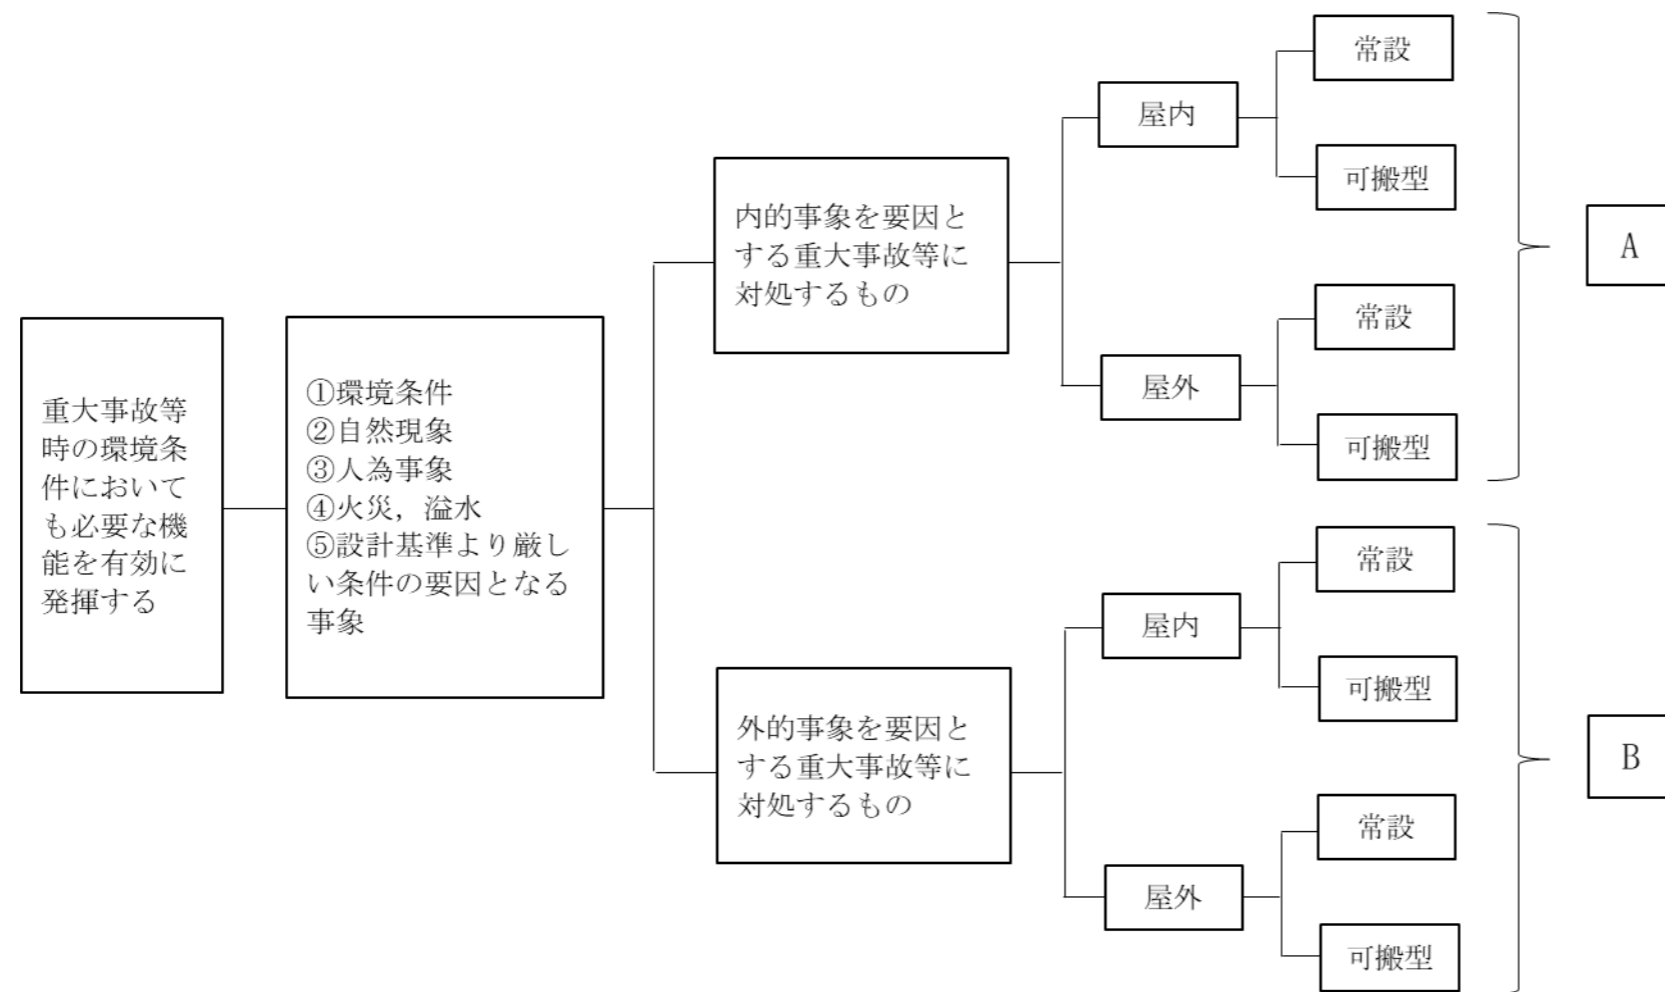 重大事故等
時の環境条
件において
も必要な機
能を有効に
発揮する
①環境条件
②自然現象
③人為事象
④火災，溢水
⑤設計基準より厳し
い条件の要因となる
事象
内的事象を要因と
する重大事故等に
対処するもの
屋内
常設
可搬型
屋外
常設
可搬型
A
外的事象を要因と
する重大事故等に
対処するもの
屋内
常設
可搬型
屋外
常設
可搬型
B